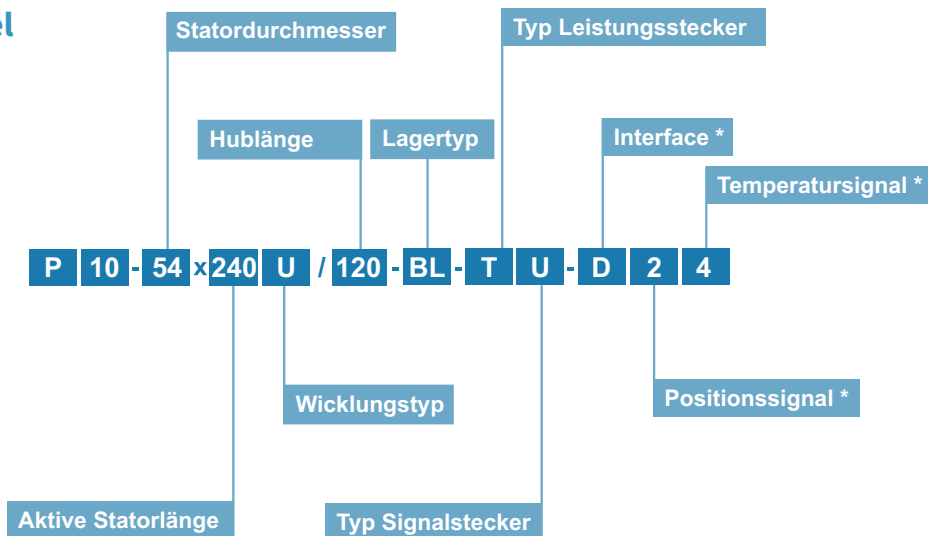 el
Statordurchmesser
Typ Leistungsstecker
Hublänge
Lagertyp
Interface *
Temperatursignal *
P 10 - 54 x 240 U / 120 - BL - T U - D 2 4
Wicklungstyp
Positionssignal *
Aktive Statorlänge
Typ Signalstecker